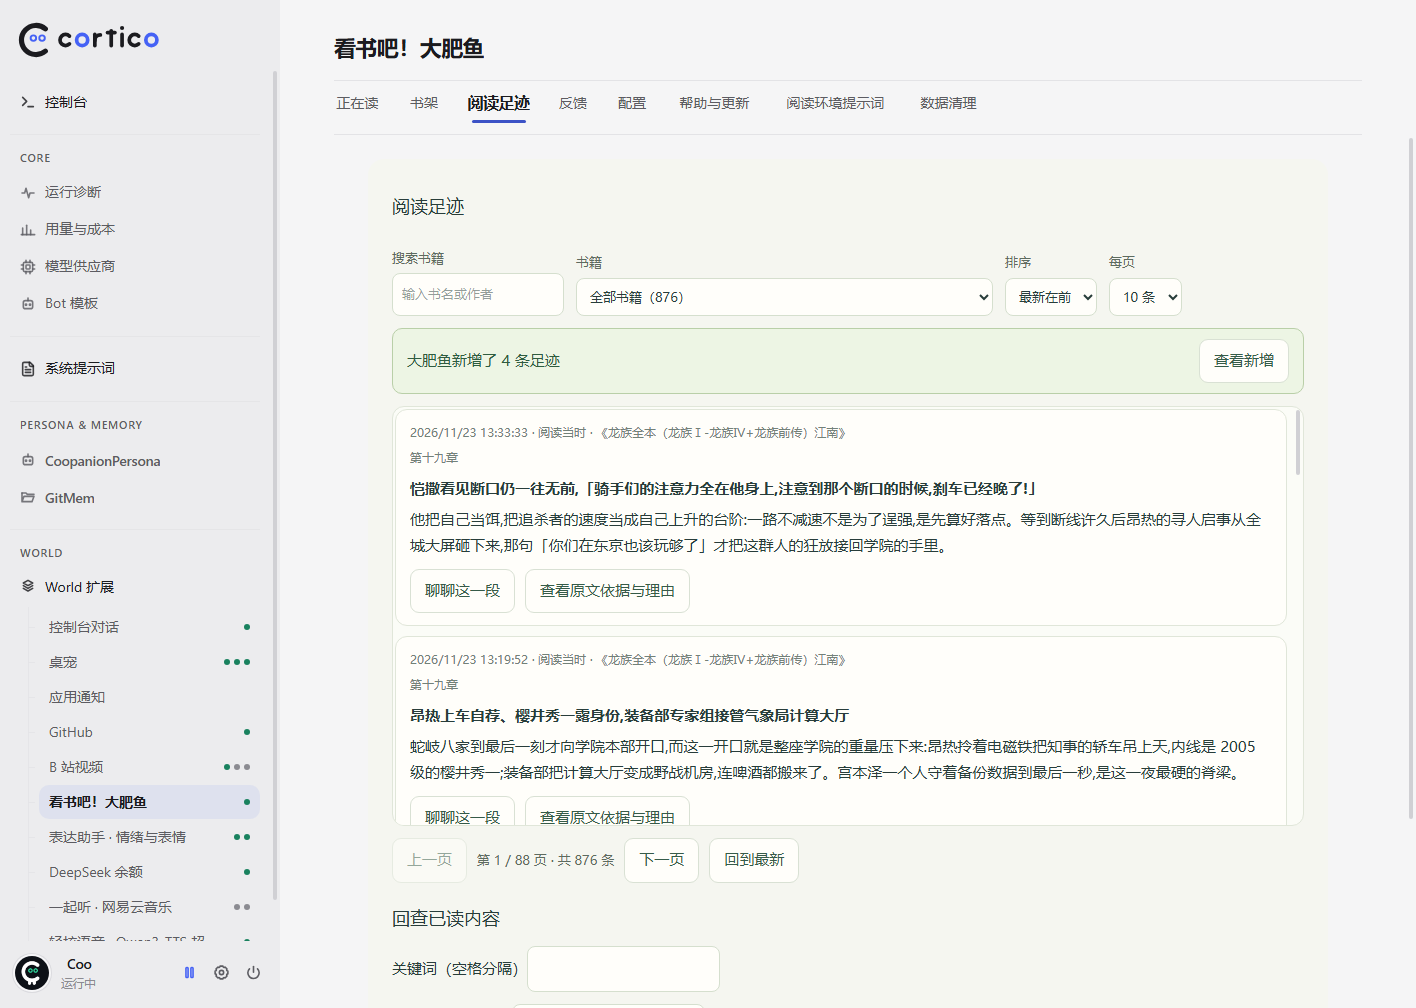 cortico
控制台
CORE
运行诊断
用量与成本
模型供应商
Bot 模板
系统提示词
PERSONA & MEMORY
CoopanionPersona
GitMem
WORLD
World 扩展
控制台对话
桌宠
应用通知
GitHub
B 站视频
看书吧！大肥鱼
表达助手 · 情绪与表情
DeepSeek 余额
一起听 · 网易云音乐
Coo
运行中
看书吧！大肥鱼
正在读
书架
阅读足迹
反馈
配置
帮助与更新
阅读环境提示词
数据清理
阅读足迹
搜索书籍
输入书名或作者
书籍
全部书籍（876）
排序
最新在前
每页
10 条
大肥鱼新增了 4 条足迹
查看新增
2026/11/23 13:33:33 · 阅读当时 · 《龙族全本（龙族Ⅰ-龙族Ⅳ+龙族前传）江南》
第十九章
恺撒看见断口仍一往无前,「骑手们的注意力全在他身上,注意到那个断口的时候,刹车已经晚了!」
他把自己当饵,把追杀者的速度当成自己上升的台阶:一路不减速不是为了逞强,是先算好落点。等到断线许久后昂热的寻人启事从全
城大屏砸下来,那句「你们在东京也该玩够了」才把这群人的狂放接回学院的手里。
聊聊这一段
查看原文依据与理由
2026/11/23 13:19:52 · 阅读当时 · 《龙族全本（龙族Ⅰ-龙族Ⅳ+龙族前传）江南》
第十九章
昂热上车自荐、樱井秀一露身份,装备部专家组接管气象局计算大厅
蛇岐八家到最后一刻才向学院本部开口,而这一开口就是整座学院的重量压下来:昂热拎着电磁铁把知事的轿车吊上天,内线是 2005
级的樱井秀一;装备部把计算大厅变成野战机房,连啤酒都搬来了。宫本泽一个人守着备份数据到最后一秒,是这一夜最硬的脊梁。
聊聊这一段
查看原文依据与理由
上一页
第 1 / 88 页 · 共 876 条
下一页
回到最新
回查已读内容
关键词（空格分隔）